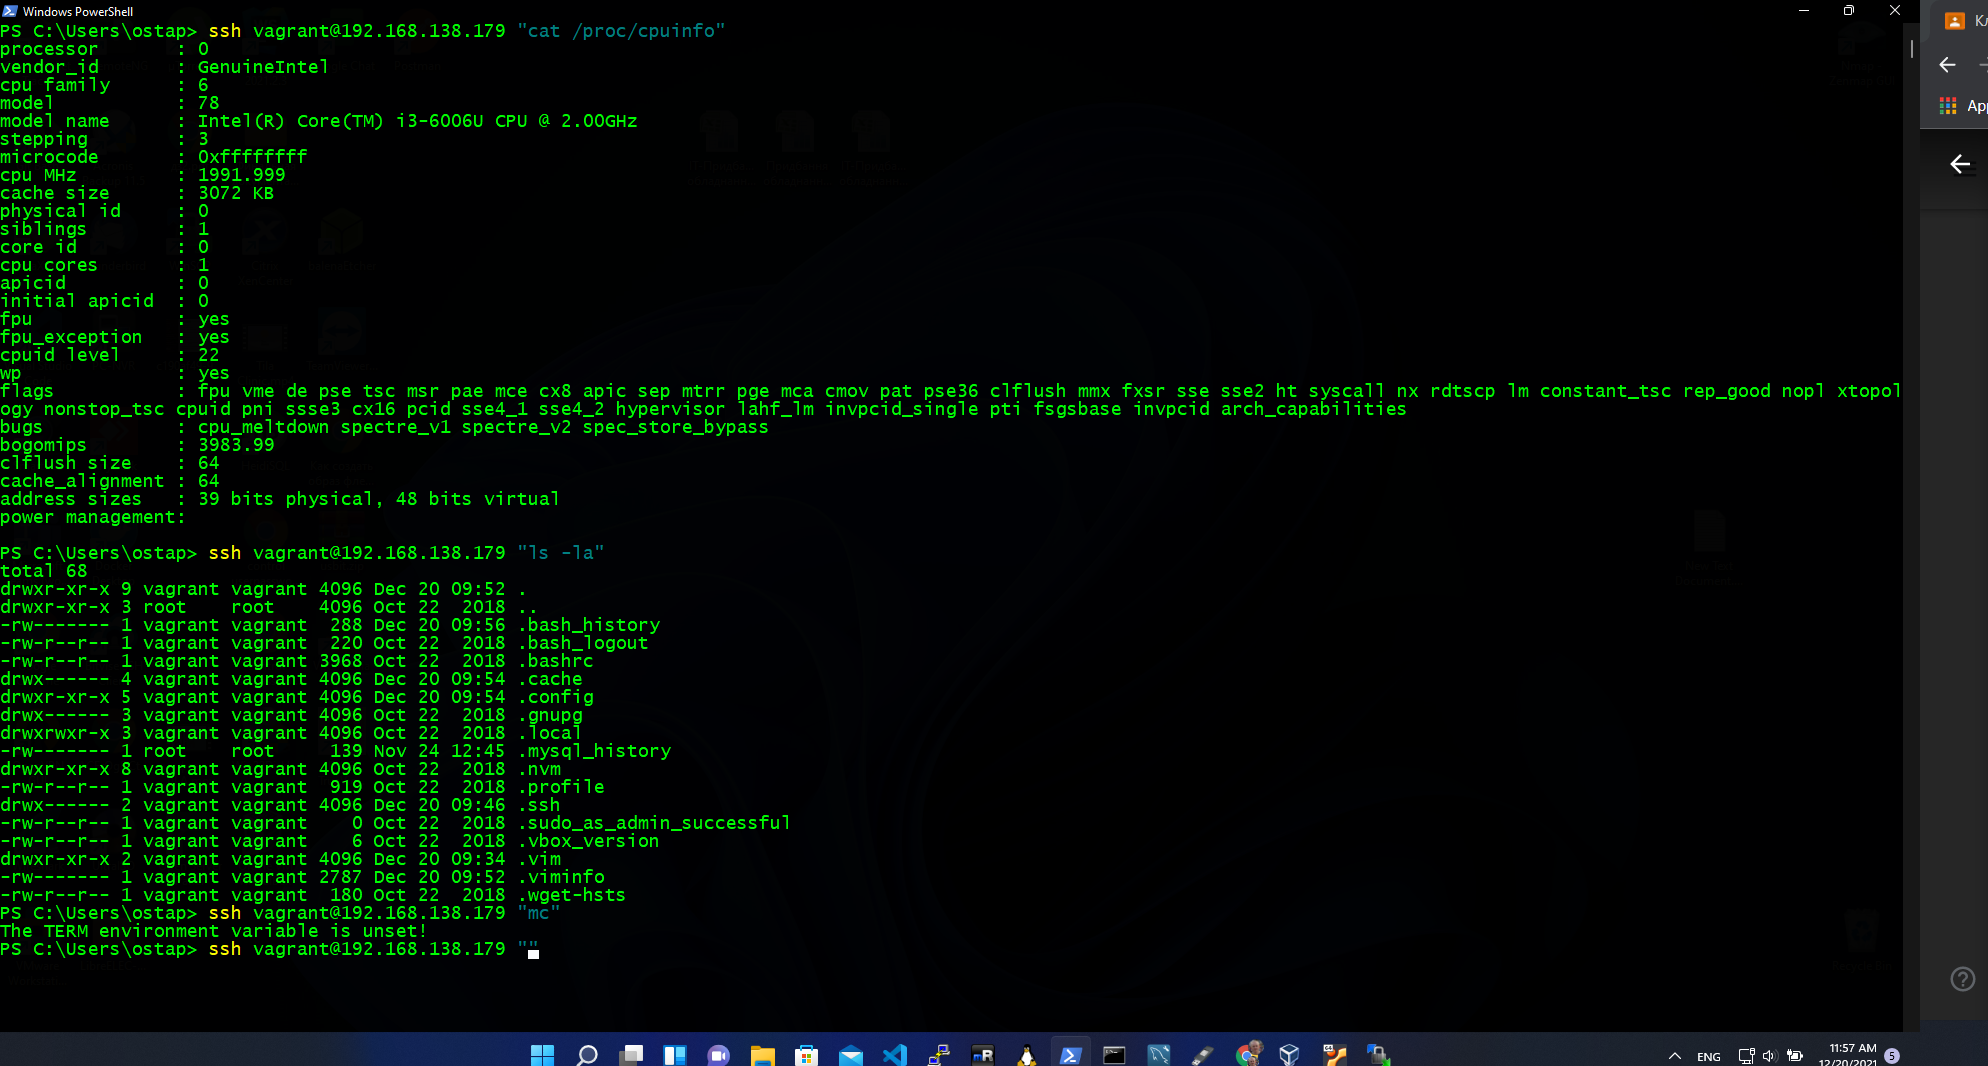 Windows PowerShell
PS C:\Users\ostap> ssh vagrant@192.168.138.179 "cat /proc/cpuinfo"
processor       : 0
vendor_id       : GenuineIntel
cpu family      : 6
model           : 78
model name      : Intel(R) Core(TM) i3-6006U CPU @ 2.00GHz
stepping        : 3
microcode       : 0xffffffff
cpu MHz         : 1991.999
cache size      : 3072 KB
physical id     : 0
siblings        : 1
core id         : 0
cpu cores       : 1
apicid          : 0
initial apicid  : 0
fpu             : yes
fpu_exception   : yes
cpuid level     : 22
wp              : yes
flags           : fpu vme de pse tsc msr pae mce cx8 apic sep mtrr pge mca cmov pat pse36 clflush mmx fxsr sse sse2 ht syscall nx rdtscp lm constant_tsc rep_good nopl xtopol
ogy nonstop_tsc cpuid pni ssse3 cx16 pcid sse4_1 sse4_2 hypervisor lahf_lm invpcid_single pti fsgsbase invpcid arch_capabilities
bugs            : cpu_meltdown spectre_v1 spectre_v2 spec_store_bypass
bogomips        : 3983.99
clflush size    : 64
cache_alignment : 64
address sizes   : 39 bits physical, 48 bits virtual
power management:
PS C:\Users\ostap> ssh vagrant@192.168.138.179 "ls -la"
total 68
drwxr-xr-x 9 vagrant vagrant 4096 Dec 20 09:52 .
drwxr-xr-x 3 root    root    4096 Oct 22  2018 ..
-rw------- 1 vagrant vagrant  288 Dec 20 09:56 .bash_history
-rw-r--r-- 1 vagrant vagrant  220 Oct 22  2018 .bash_logout
-rw-r--r-- 1 vagrant vagrant 3968 Oct 22  2018 .bashrc
drwx------ 4 vagrant vagrant 4096 Dec 20 09:54 .cache
drwxr-xr-x 5 vagrant vagrant 4096 Dec 20 09:54 .config
drwx------ 3 vagrant vagrant 4096 Oct 22  2018 .gnupg
drwxrwxr-x 3 vagrant vagrant 4096 Oct 22  2018 .local
-rw------- 1 root    root     139 Nov 24 12:45 .mysql_history
drwxr-xr-x 8 vagrant vagrant 4096 Oct 22  2018 .nvm
-rw-r--r-- 1 vagrant vagrant  919 Oct 22  2018 .profile
drwx------ 2 vagrant vagrant 4096 Dec 20 09:46 .ssh
-rw-r--r-- 1 vagrant vagrant    0 Oct 22  2018 .sudo_as_admin_successful
-rw-r--r-- 1 vagrant vagrant    6 Oct 22  2018 .vbox_version
drwxr-xr-x 2 vagrant vagrant 4096 Dec 20 09:34 .vim
-rw------- 1 vagrant vagrant 2787 Dec 20 09:52 .viminfo
-rw-r--r-- 1 vagrant vagrant  180 Oct 22  2018 .wget-hsts
PS C:\Users\ostap> ssh vagrant@192.168.138.179 "mc"
The TERM environment variable is unset!
PS C:\Users\ostap> ssh vagrant@192.168.138.179 ""
ENG
11:57 AM
12/20/2021
5